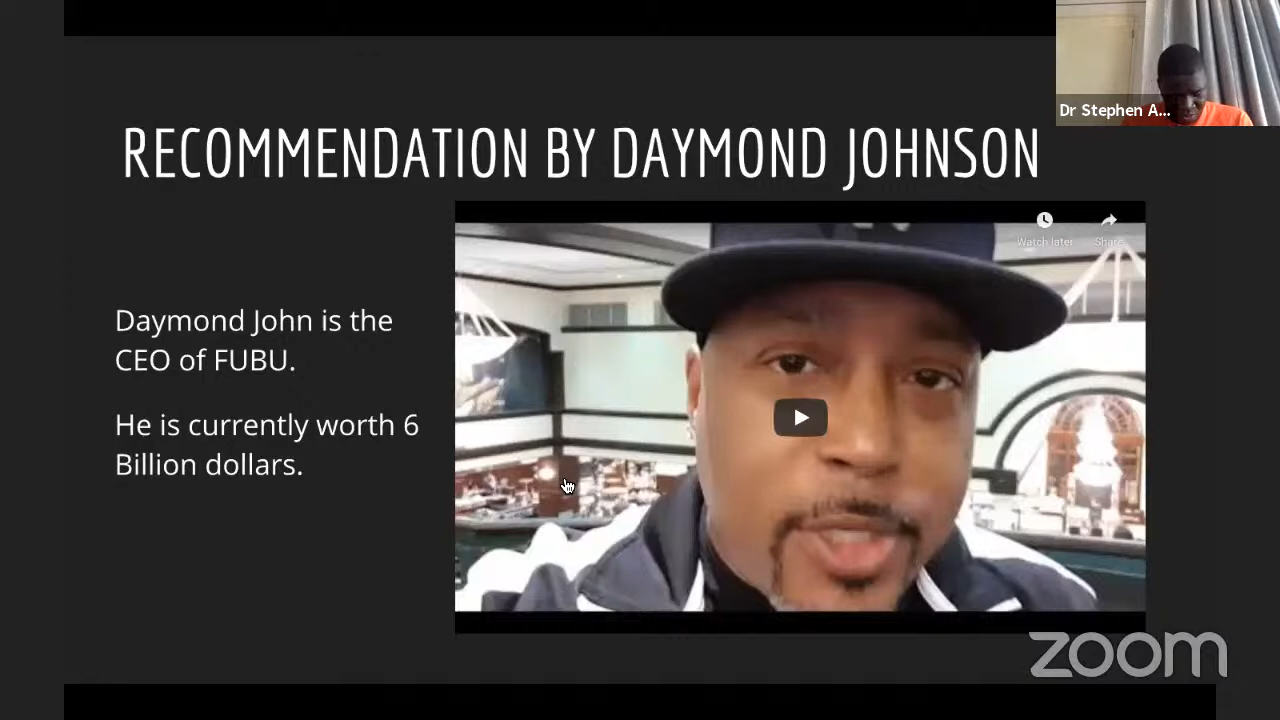 Dr Stephen A...
RECOMMENDATION BY DAYMOND JOHNSON
Watch later
Share
Daymond John is the
CEO of FUBU.
He is currently worth 6
Billion dollars.
zoom